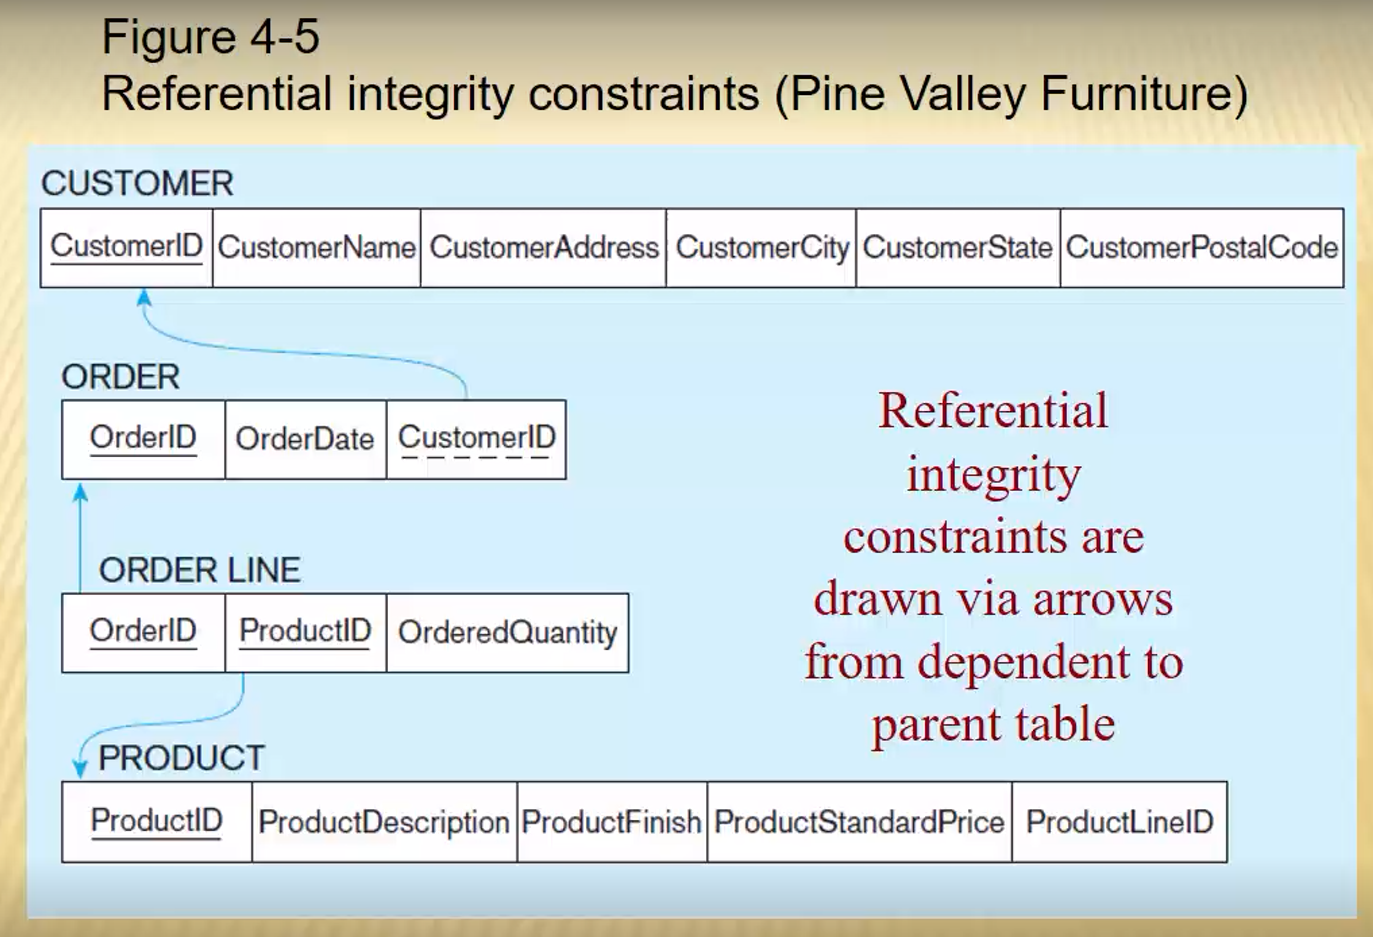 Figure 4-5
Referential integrity constraints (Pine Valley Furniture)
CUSTOMER
CustomerID CustomerName CustomerAddress CustomerCity CustomerState CustomerPostalCode
ORDER
OrderID OrderDate CustomerID
ORDER LINE
OrderID ProductID OrderedQuantity
PRODUCT
ProductID ProductDescription ProductFinish ProductStandardPrice ProductLineID
Referential
integrity
constraints are
drawn via arrows
from dependent to
parent table